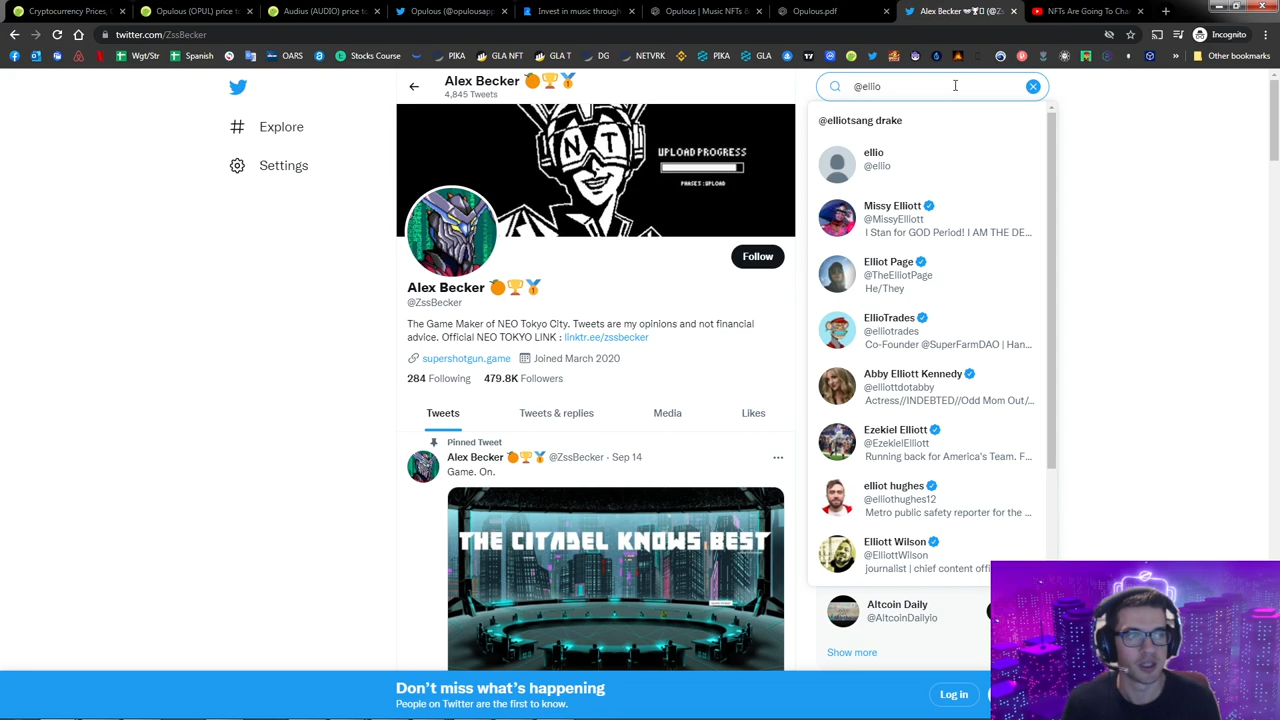 Cryptocurrency Prices,
Opulous (OPUL) price t
Audius (AUDIO) price t
Opulous (@opulousapp
Invest in music through
Opulous | Music NFTs &
Opulous.pdf
Alex Becker (@Zs
NFTs Are Going To Cha
twitter.com/ZssBecker
Incognito
Wgt/Str
Spanish
OARS
Stocks Course
PIKA
GLA NFT
DG
NETVRK
PIKA
GLA
Other bookmarks
Alex Becker
4,845 Tweets
Explore
Settings
NT
UPLOAD PROGRESS
PHASES: UPLOAD
Follow
Alex Becker
@ZssBecker
The Game Maker of NEO Tokyo City. Tweets are my opinions and not financial
advice. Official NEO TOKYO LINK : linktr.ee/zssbecker
supershotgun.game Joined March 2020
284 Following 479.8K Followers
Tweets Tweets & replies Media Likes
Pinned Tweet
Alex Becker @ZssBecker · Sep 14
Game. On.
THE CITADEL KNOWS BEST
@ellio
@elliotsang drake
ellio
@ellio
Missy Elliott
@MissyElliott
I Stan for GOD Period! I AM THE DE...
Elliot Page
@TheElliotPage
He/They
EllioTrades
@elliotrades
Co-Founder @SuperFarmDAO | Han...
Abby Elliott Kennedy
@elliottdotabby
Actress//INDEBTED//Odd Mom Out/...
Ezekiel Elliott
@EzekielElliott
Running back for America's Team. F...
elliot hughes
@elliothughes12
Metro public safety reporter for the ...
Elliott Wilson
@ElliottWilson
journalist | chief content offi
Altcoin Daily
@AltcoinDailyio
Show more
Don't miss what's happening
People on Twitter are the first to know.
Log in